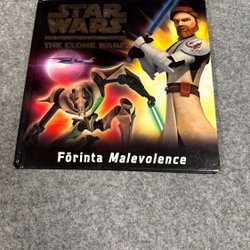 STAR
WARS
THE CLONE WARS
Förinta Malevolence